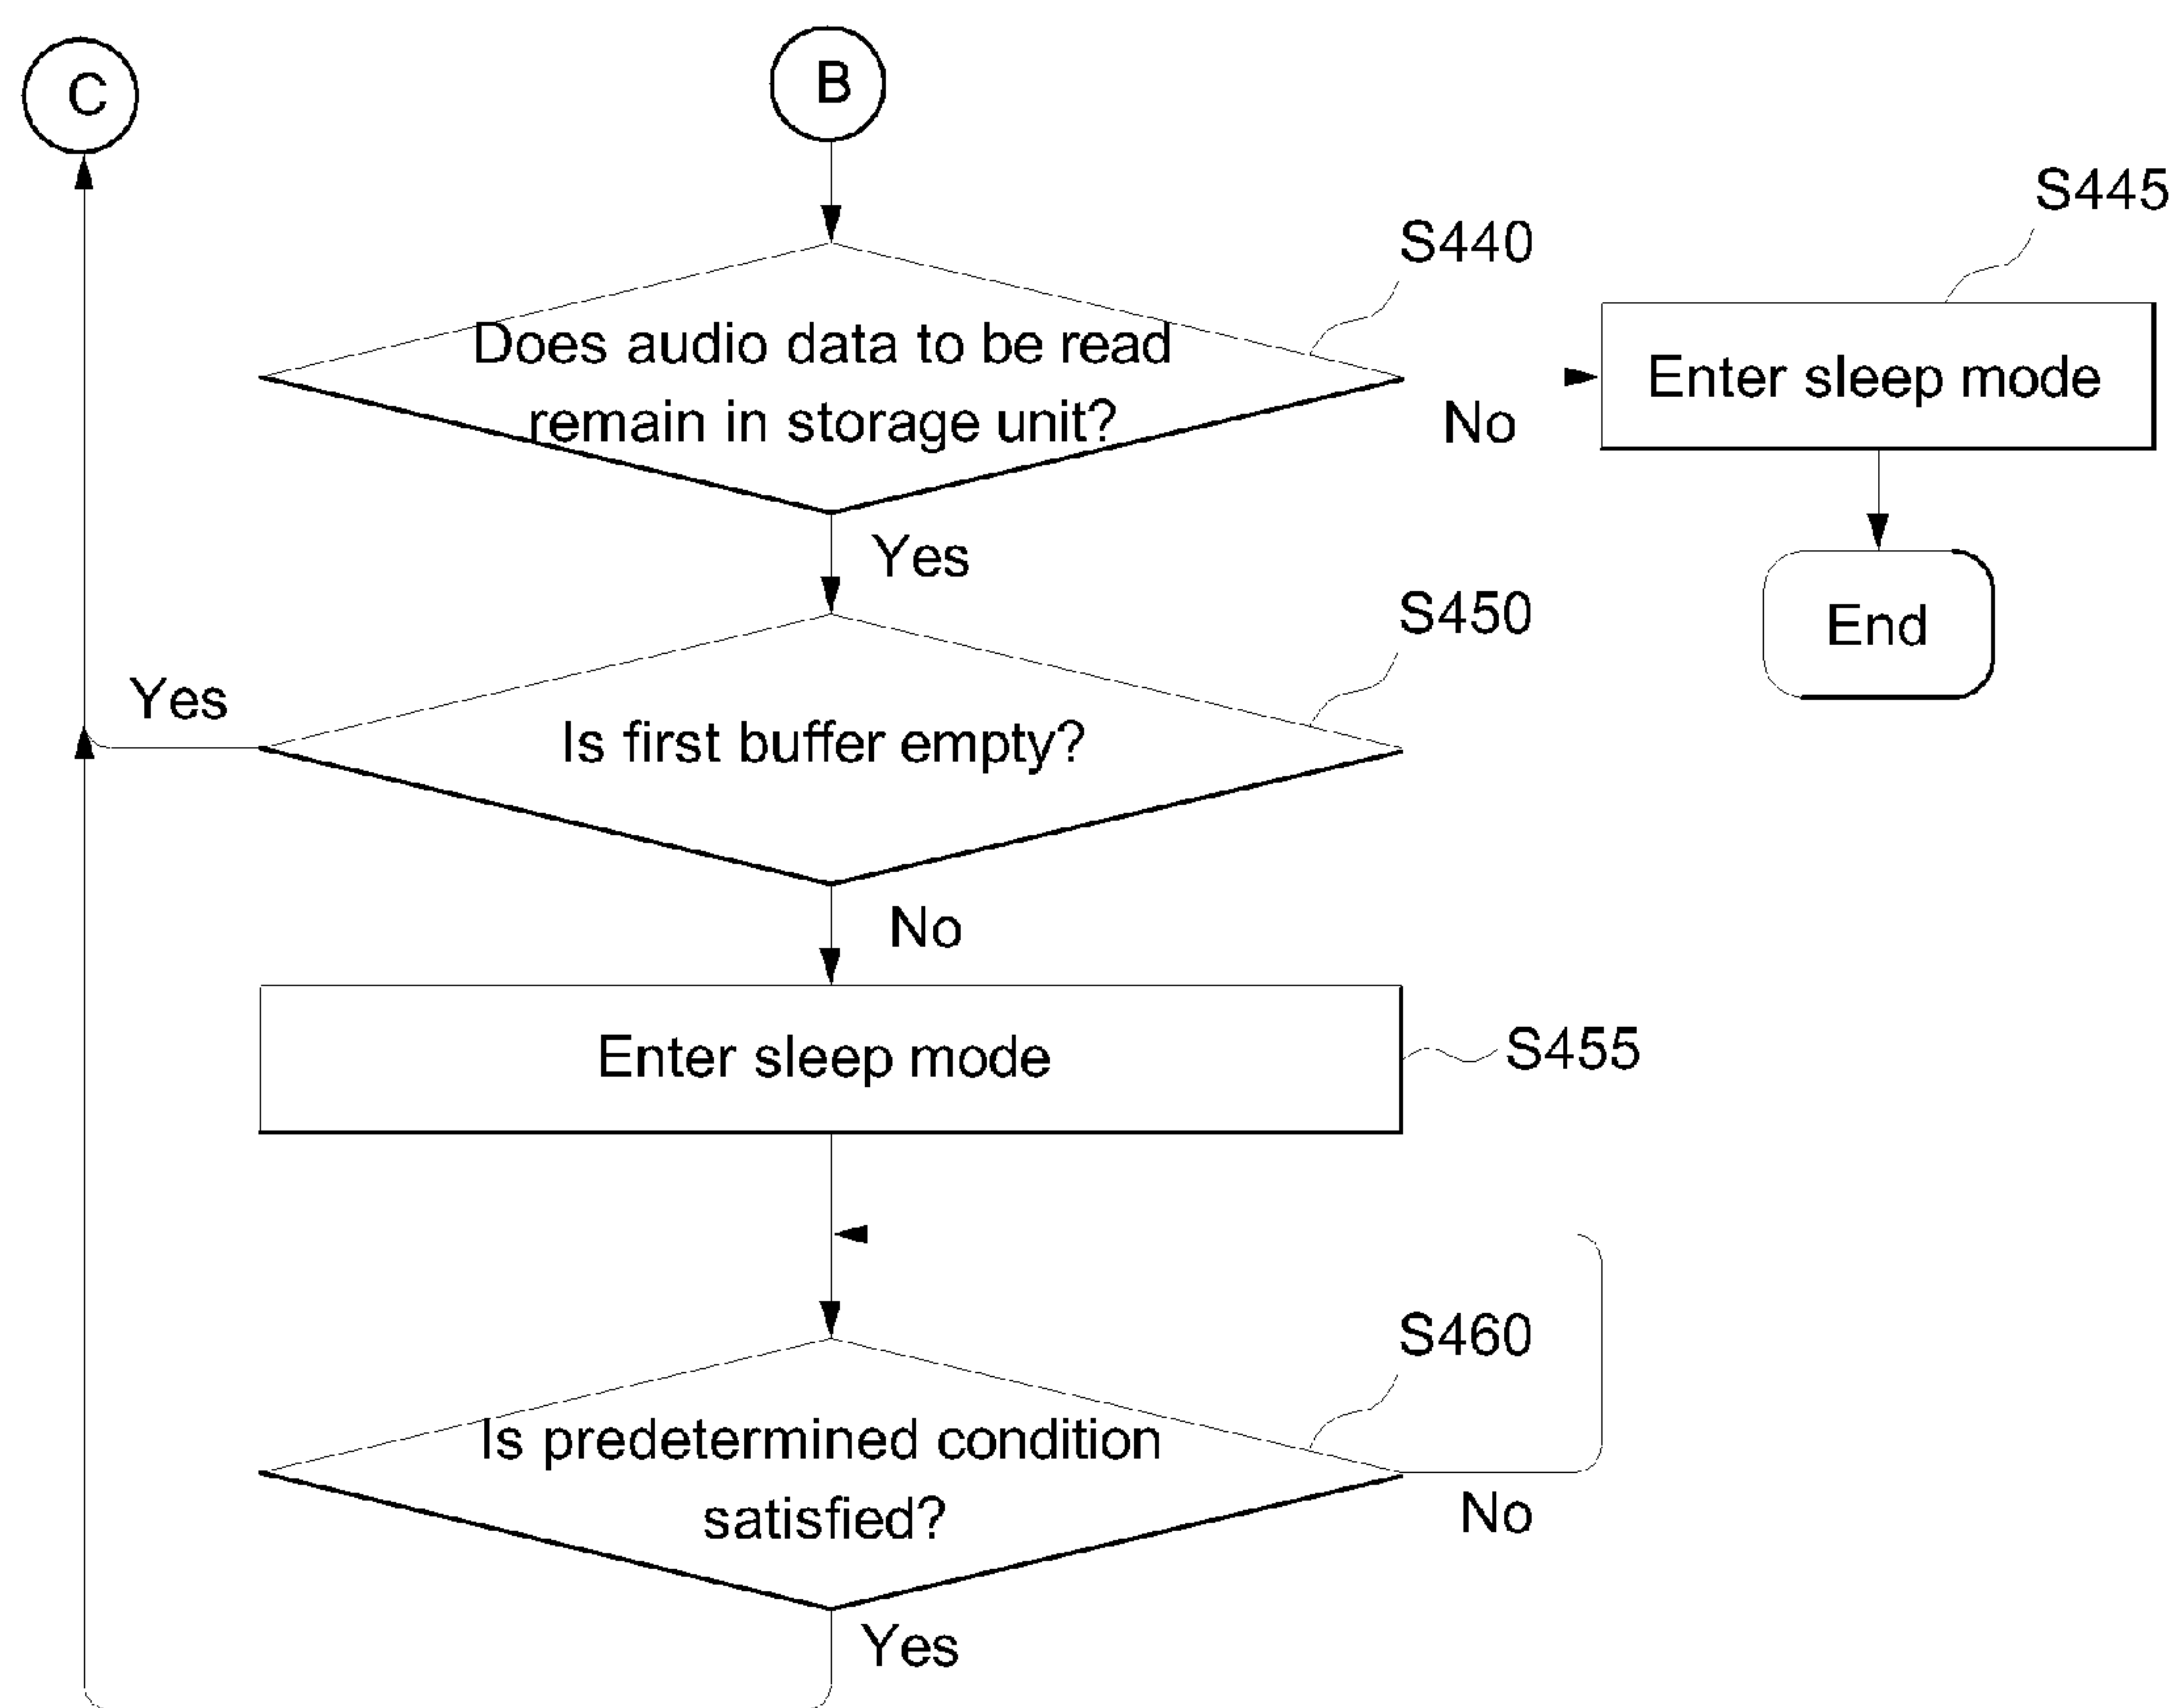 C
B
S445
S440
Does audio data to be read
remain in storage unit?
Enter sleep mode
No
Yes
End
S450
Yes
Is first buffer empty?
No
Enter sleep mode
S455
S460
Is predetermined condition
satisfied?
No
Yes